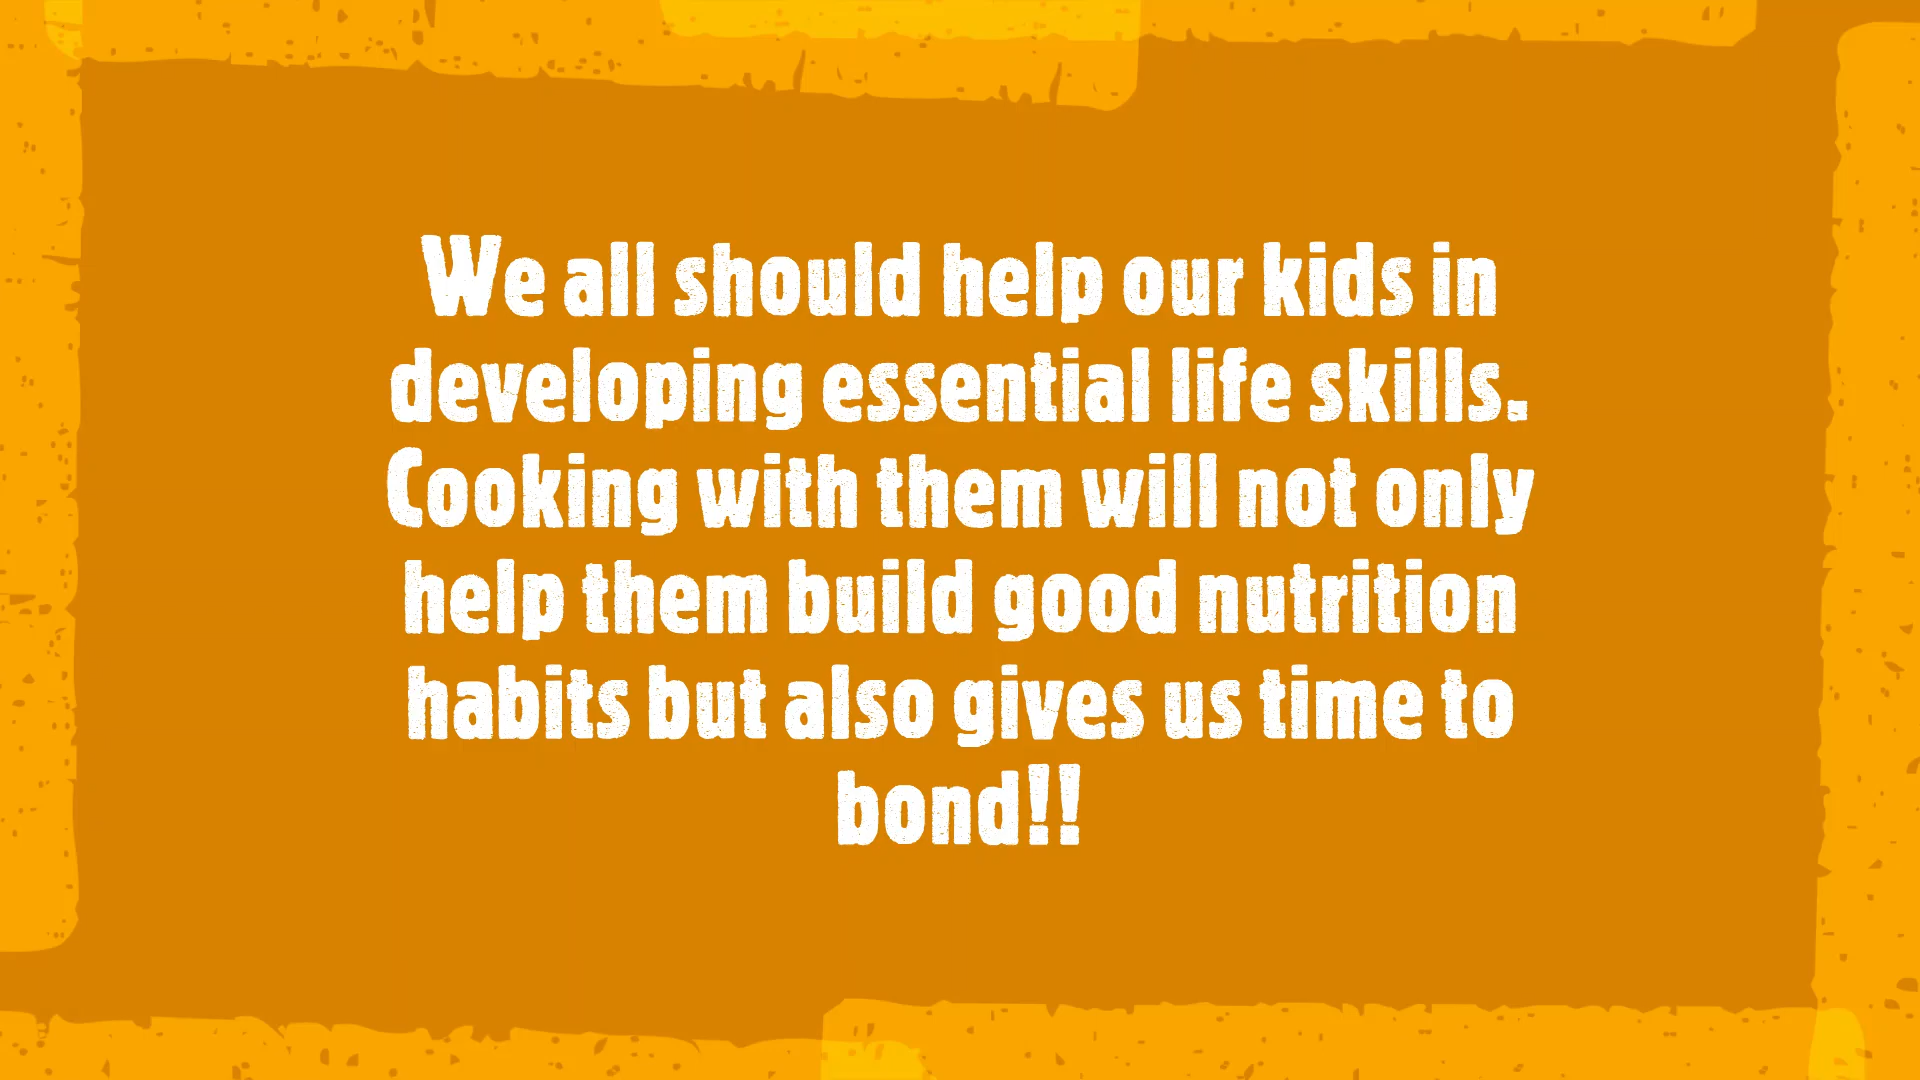 We all should help our kids in
developing essential life skills.
Cooking with them will not only
help them build good nutrition
habits but also gives us time to
bond!!